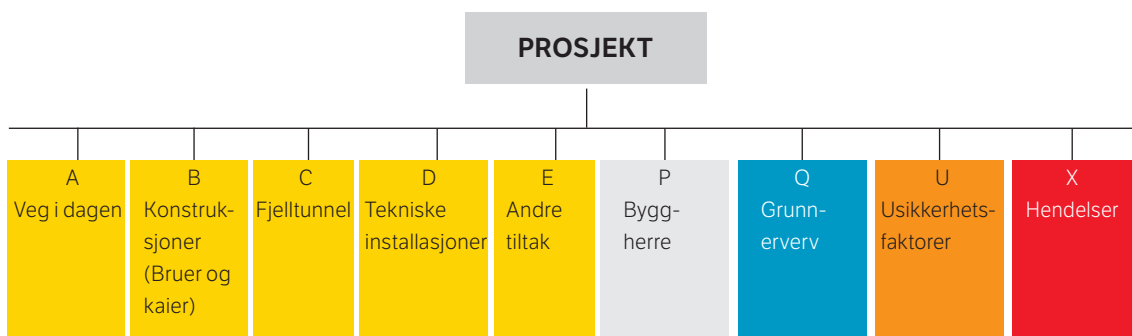 PROSJEKT
A
Veg i dagen
B
Konstruk-
sjoner
(Bruer og
kaier)
C
Fjelltunnel
D
Tekniske
installasjoner
E
Andre
tiltak
P
Bygg-
herre
Q
Grunn-
erverv
U
Usikkerhets-
faktorer
X
Hendelser